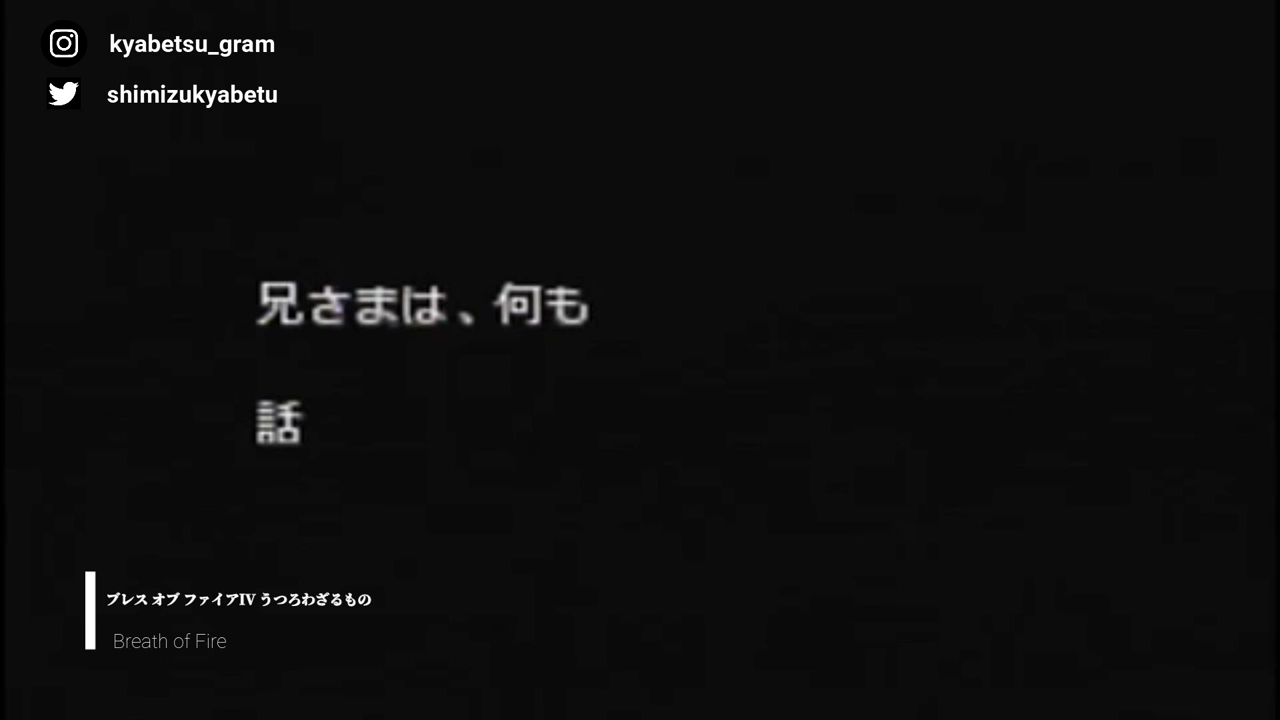 kyabetsu_gram
shimizukyabetu
兄さまは、何も
話
ブレス オブ ファイアIV うつろわざるもの
Breath of Fire